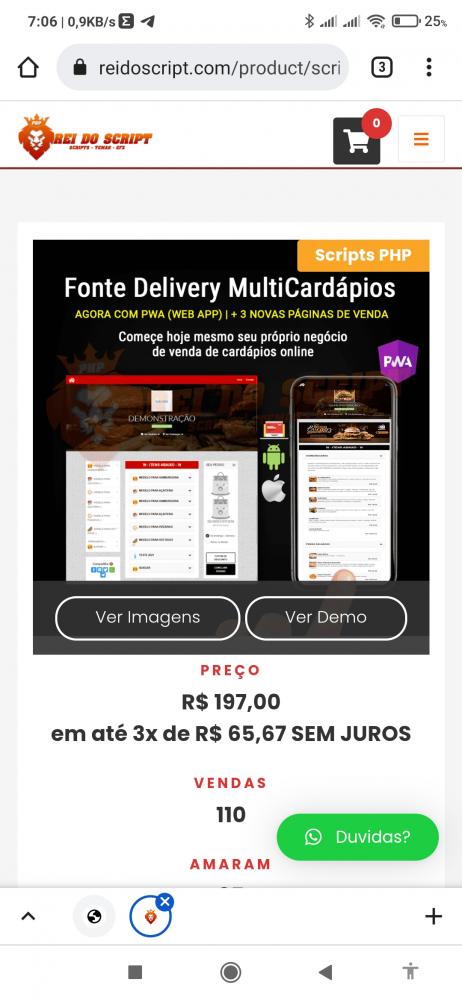 7:06 | 0,9KB/s
25%
reidoscript.com/product/scri
3
PHP
REI DO SCRIPT
SCRIPTS - TEMAS - GFX
0
Scripts PHP
Fonte Delivery MultiCardápios
AGORA COM PWA (WEB APP) | + 3 NOVAS PÁGINAS DE VENDA
Começe hoje mesmo seu próprio negócio
de venda de cardápios online
PWA
DEMONSTRAÇÃO
Ver Imagens
Ver Demo
PREÇO
R$ 197,00
em até 3x de R$ 65,67 SEM JUROS
VENDAS
110
Duvidas?
AMARAM